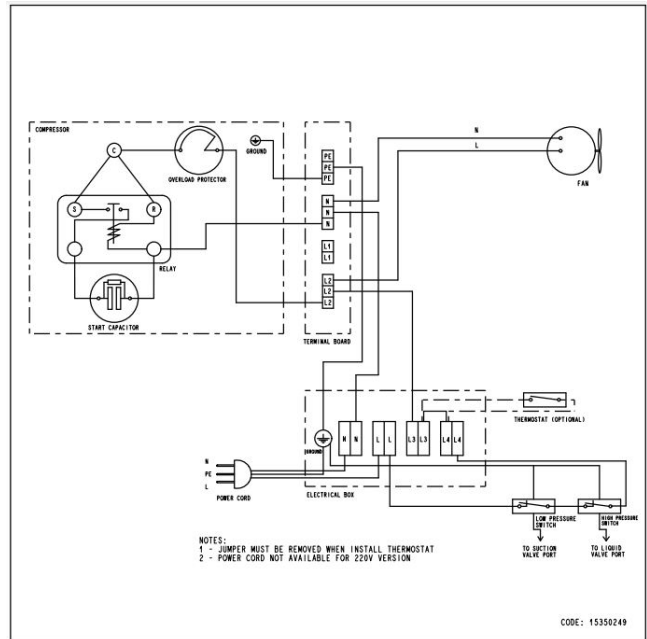 COMPRESSOR
C
OVERLOAD PROTECTOR
GROUND
S
R
RELAY
START CAPACITOR
PE
PE
PE
N
N
N
L1
L1
L2
L2
L2
TERMINAL BOARD
N
L
FAN
THERMOSTAT (OPTIONAL)
GROUND
N N
L L
L3 L3
L4 L4
ELECTRICAL BOX
N
PE
L
POWER CORD
LOW PRESSURE
SWITCH
HIGH PRESSURE
SWITCH
TO SUCTION
VALVE PORT
TO LIQUID
VALVE PORT
NOTES:
1 - JUMPER MUST BE REMOVED WHEN INSTALL THERMOSTAT
2 - POWER CORD NOT AVAILABLE FOR 220V VERSION
CODE: 15350249